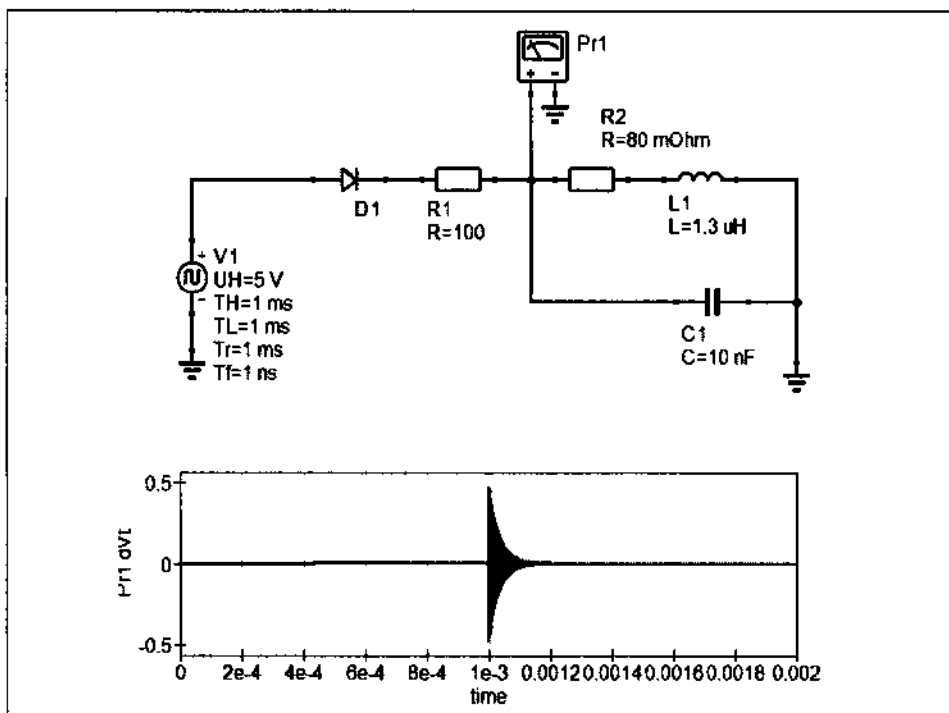 Pr1
+ -
R2
R=80 mOhm
D1
R1
R=100
L1
L=1.3 uH
+ V1
UH=5 V
- TH=1 ms
TL=1 ms
Tr=1 ms
Tf=1 ns
C1
C=10 nF
Pr1 dVt
0.5
0
-0.5
0 2e-4 4e-4 6e-4 8e-4 1e-3 0.0012 0.0014 0.0016 0.0018 0.002
time